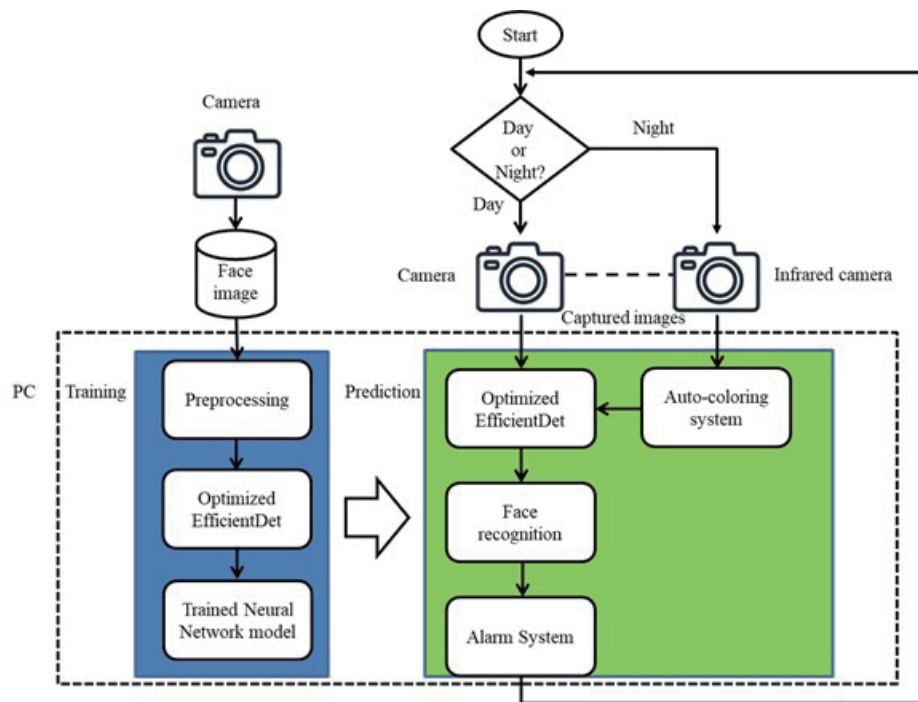 Start
Camera
Day
or
Night?
Night
Day
Face
image
Camera
Infrared camera
Captured images
PC
Training
Preprocessing
Optimized
EfficientDet
Trained Neural
Network model
Prediction
Optimized
EfficientDet
Auto-coloring
system
Face
recognition
Alarm System